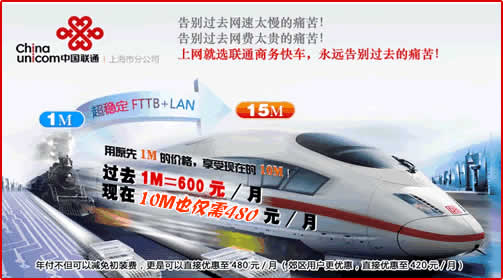 China
unicom中国联通 | 上海市分公司
告别过去网速太慢的痛苦！
告别过去网费太贵的痛苦！
上网就选联通商务快车，永远告别过去的痛苦！
1M
超稳定 FTTB+LAN
15M
用原先 1M 的价格，享受现在的 10M！
过去 1M=600 元 / 月
现在 10M也仅需480 元 / 月
DB
年付不但可以减免初装费，更是可以直接优惠至 480 元 / 月（郊区用户更优惠，直接优惠至 420 元 / 月）